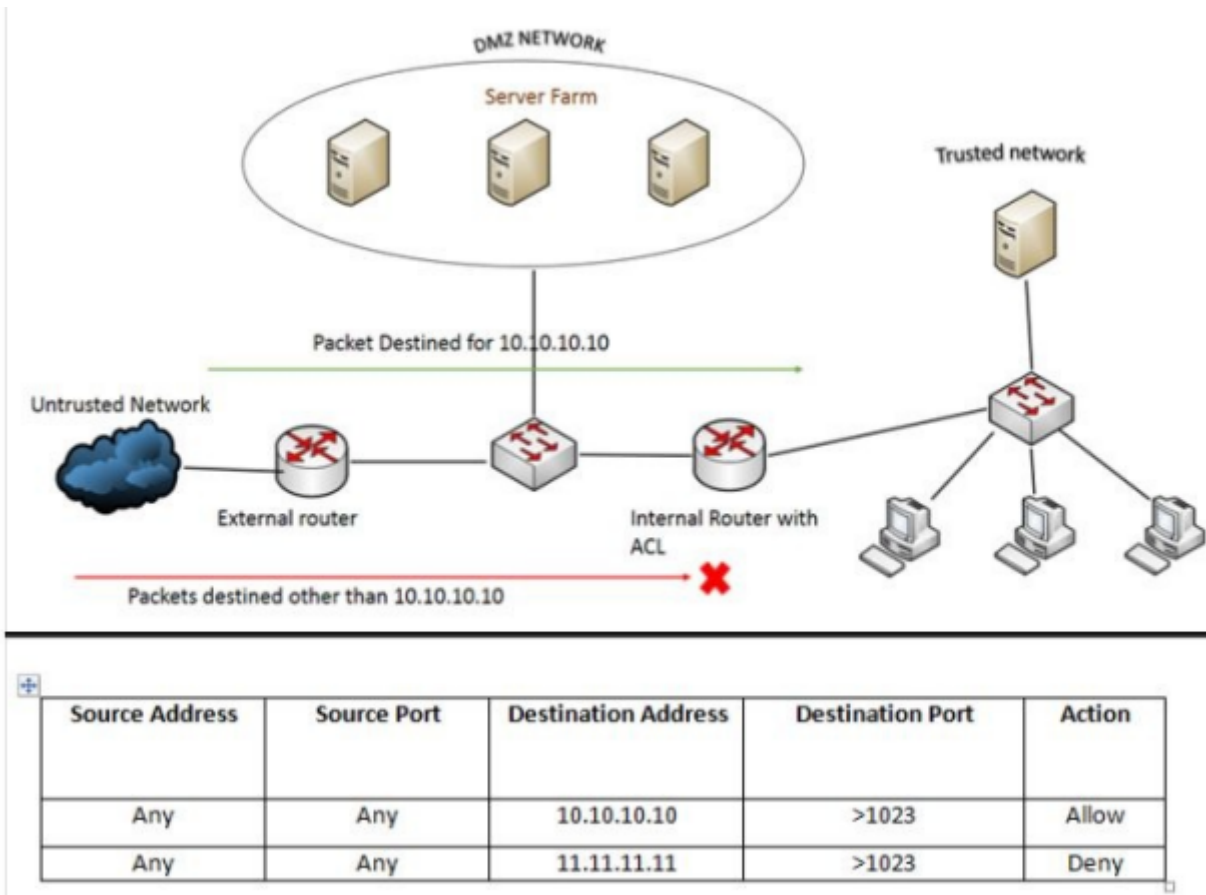 DMZ NETWORK
Server Farm
Trusted network
Packet Destined for 10.10.10.10
Untrusted Network
External router
Internal Router with
ACL
Packets destined other than 10.10.10.10
Source Address Source Port Destination Address Destination Port Action
Any Any 10.10.10.10 >1023 Allow
Any Any 11.11.11.11 >1023 Deny